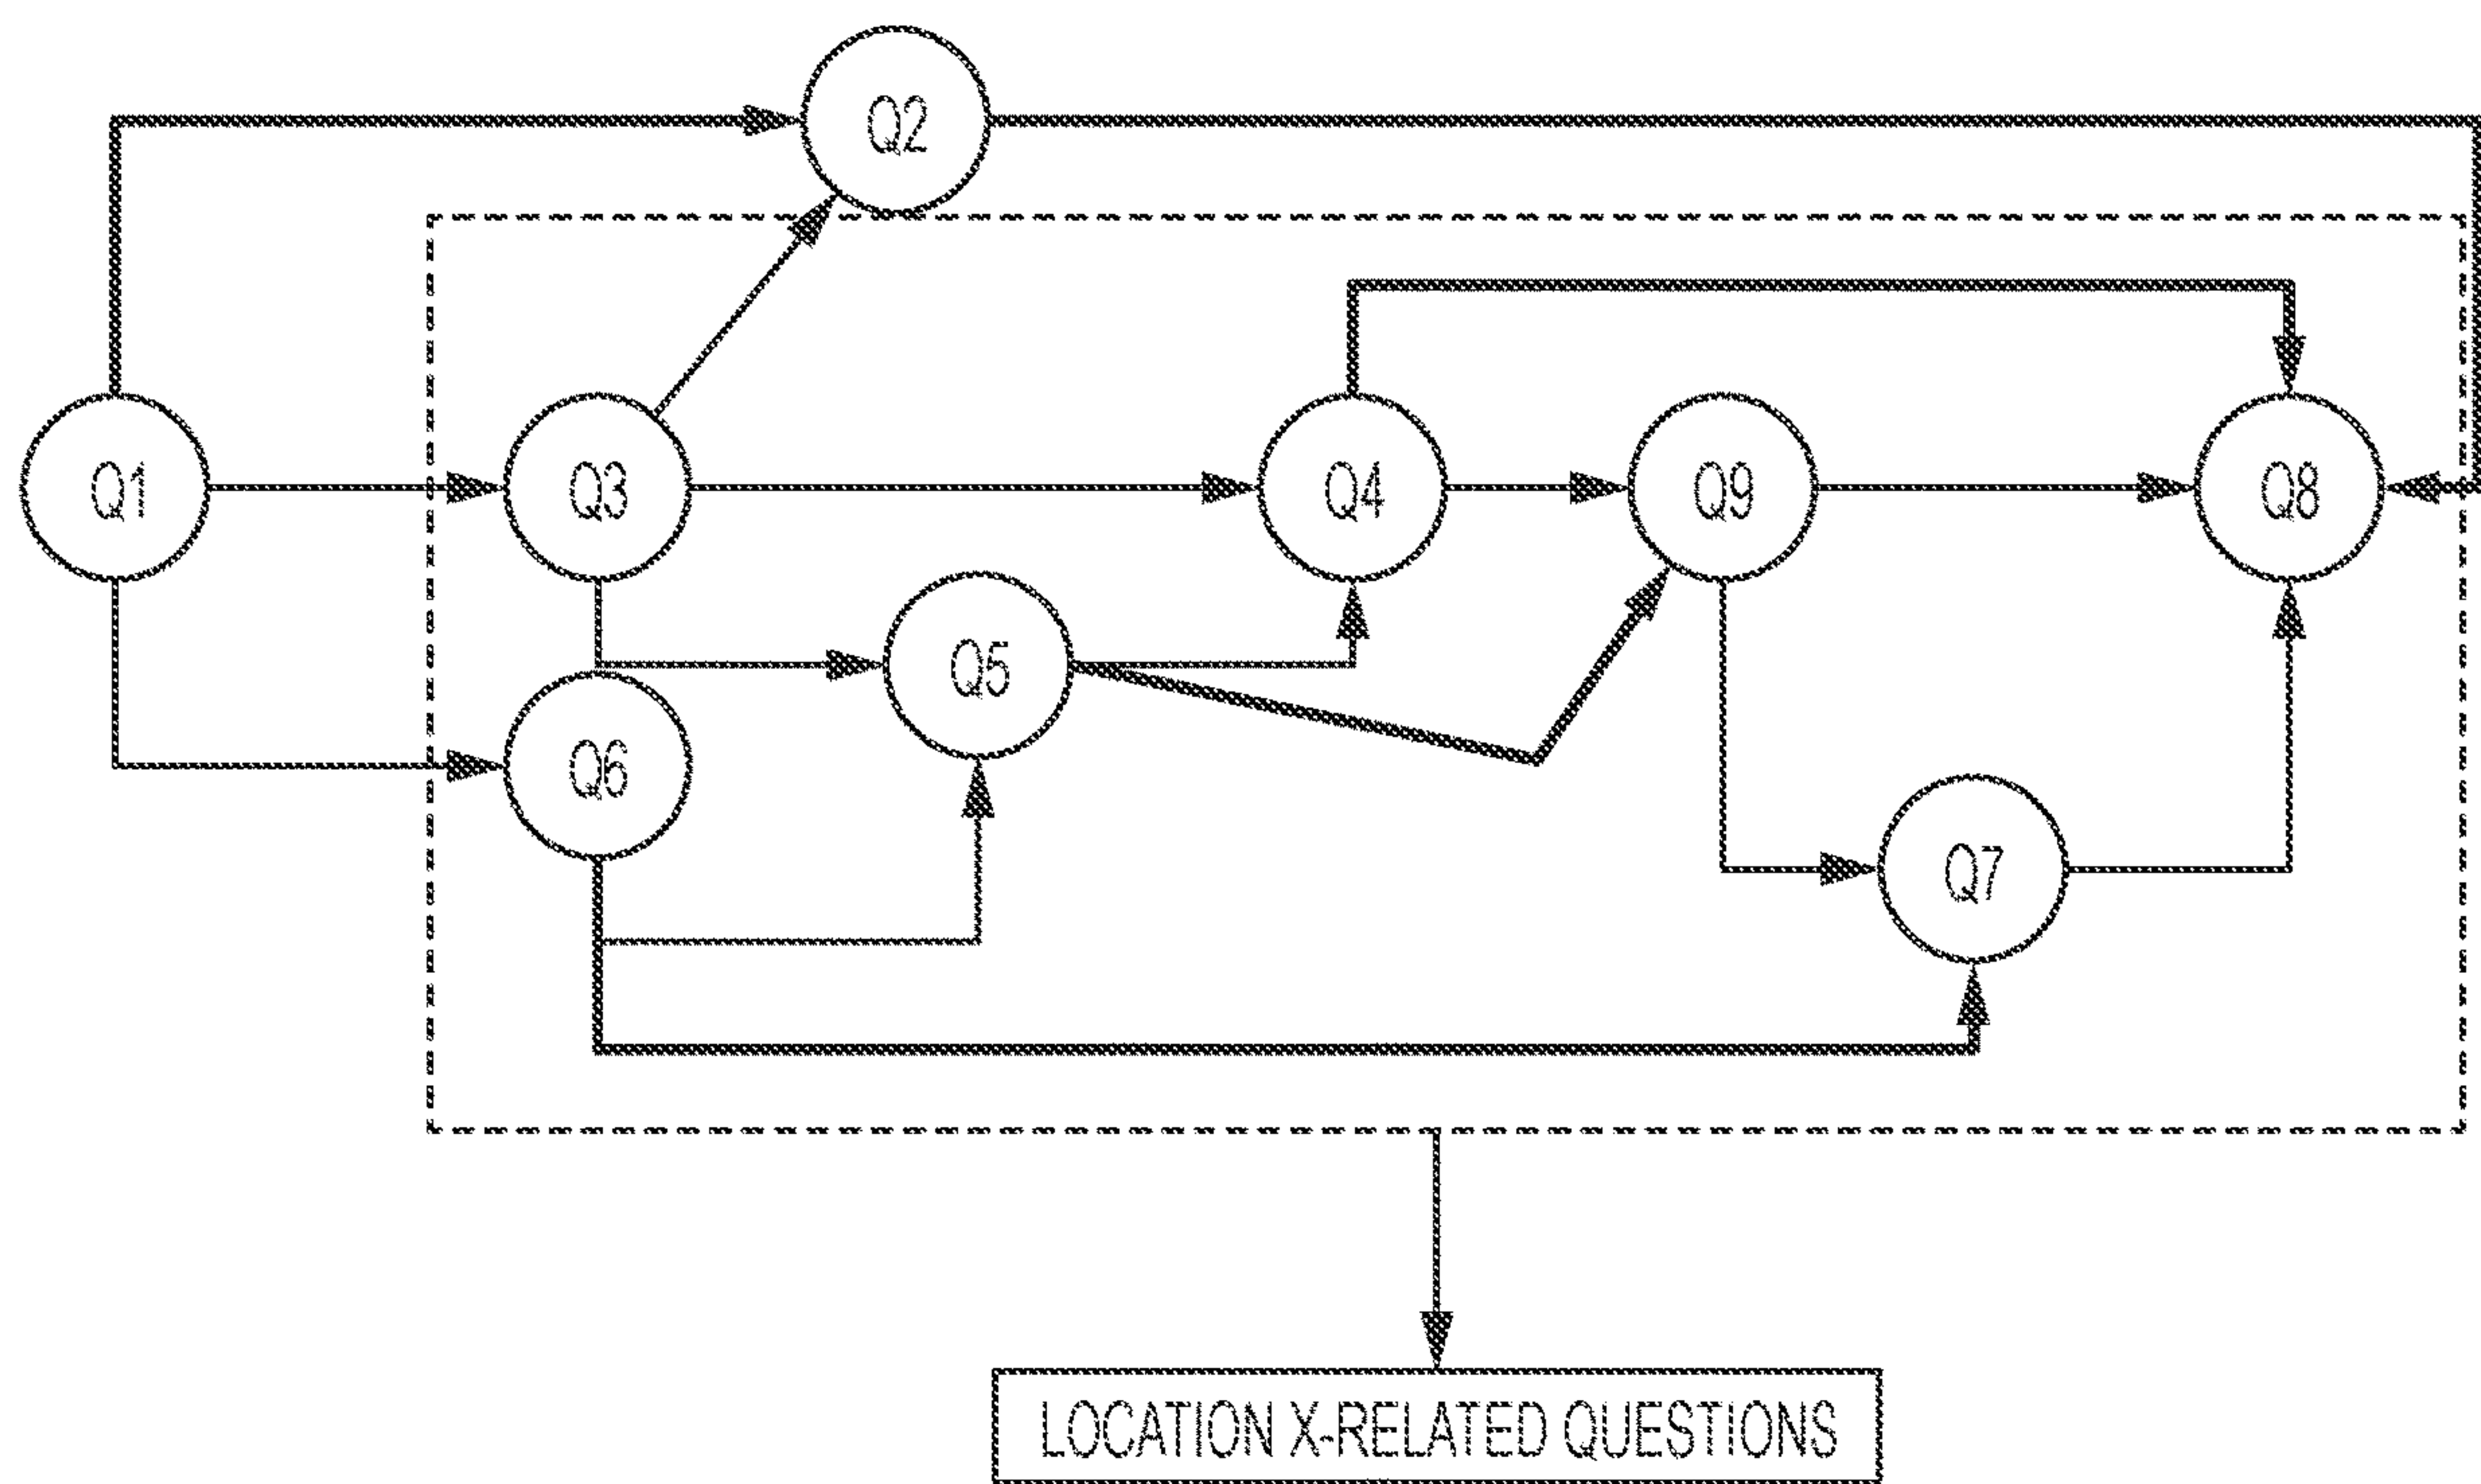 Q2
Q1
Q3
Q4
Q9
Q8
Q5
Q6
Q7
LOCATION X-RELATED QUESTIONS